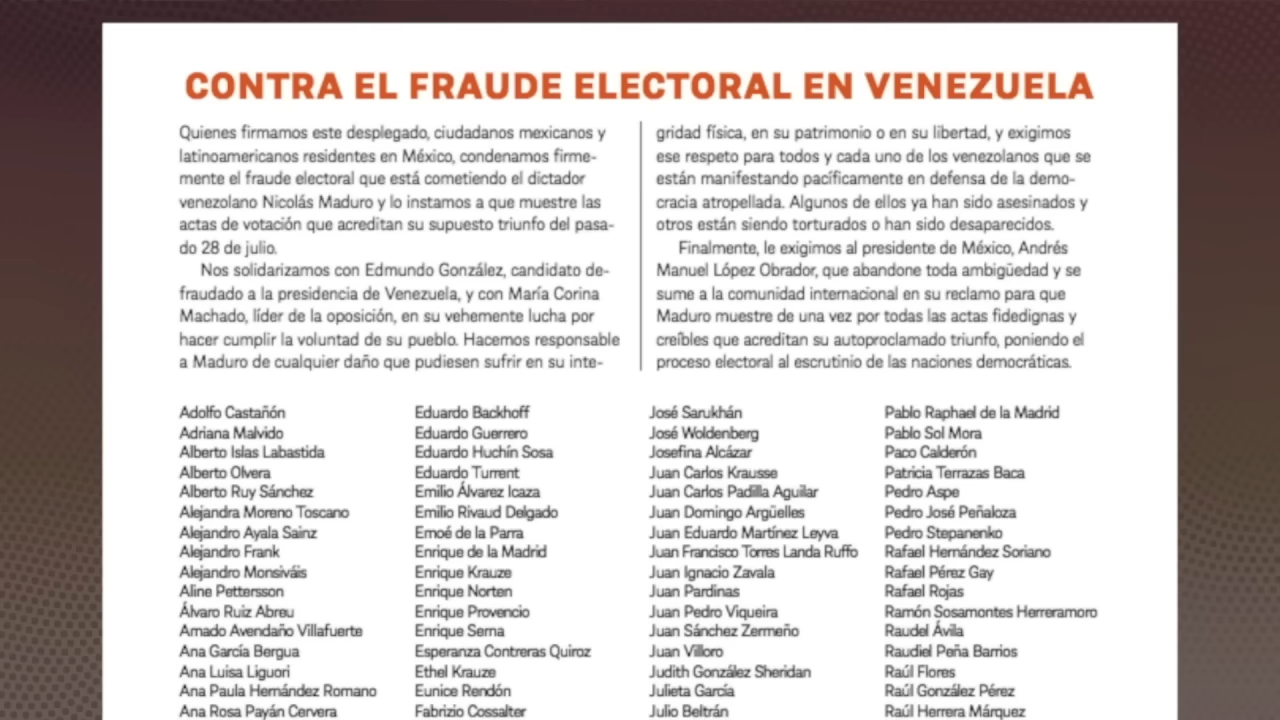 CONTRA EL FRAUDE ELECTORAL EN VENEZUELA
Quienes firmamos este desplegado, ciudadanos mexicanos y
latinoamericanos residentes en México, condenamos firme-
mente el fraude electoral que está cometiendo el dictador
venezolano Nicolás Maduro y lo instamos a que muestre las
actas de votación que acreditan su supuesto triunfo del pasa-
do 28 de julio.
Nos solidarizamos con Edmundo González, candidato de-
fraudado a la presidencia de Venezuela, y con María Corina
Machado, líder de la oposición, en su vehemente lucha por
hacer cumplir la voluntad de su pueblo. Hacemos responsable
a Maduro de cualquier daño que pudiesen sufrir en su inte-
gridad física, en su patrimonio o en su libertad, y exigimos
ese respeto para todos y cada uno de los venezolanos que se
están manifestando pacíficamente en defensa de la demo-
cracia atropellada. Algunos de ellos ya han sido asesinados y
otros están siendo torturados o han sido desaparecidos.
Finalmente, le exigimos al presidente de México, Andrés
Manuel López Obrador, que abandone toda ambigüedad y se
sume a la comunidad internacional en su reclamo para que
Maduro muestre de una vez por todas las actas fidedignas y
creíbles que acreditan su autoproclamado triunfo, poniendo el
proceso electoral al escrutinio de las naciones democráticas.
Adolfo Castañón
Adriana Malvido
Alberto Islas Labastida
Alberto Olvera
Alberto Ruy Sánchez
Alejandra Moreno Toscano
Alejandro Ayala Sainz
Alejandro Frank
Alejandro Monsiváis
Aline Pettersson
Álvaro Ruiz Abreu
Amado Avendaño Villafuerte
Ana García Bergua
Ana Luisa Liguori
Ana Paula Hernández Romano
Ana Rosa Payán Cervera
Eduardo Backhoff
Eduardo Guerrero
Eduardo Huchín Sosa
Eduardo Turrent
Emilio Álvarez Icaza
Emilio Rivaud Delgado
Emoé de la Parra
Enrique de la Madrid
Enrique Krauze
Enrique Norten
Enrique Provencio
Enrique Serna
Esperanza Contreras Quiroz
Ethel Krauze
Eunice Rendón
Fabrizio Cossalter
José Sarukhán
José Woldenberg
Josefina Alcázar
Juan Carlos Krausse
Juan Carlos Padilla Aguilar
Juan Domingo Argüelles
Juan Eduardo Martínez Leyva
Juan Francisco Torres Landa Ruffo
Juan Ignacio Zavala
Juan Pardinas
Juan Pedro Viqueira
Juan Sánchez Zermeño
Juan Villoro
Judith González Sheridan
Julieta García
Julio Beltrán
Pablo Raphael de la Madrid
Pablo Sol Mora
Paco Calderón
Patricia Terrazas Baca
Pedro Aspe
Pedro José Peñaloza
Pedro Stepanenko
Rafael Hernández Soriano
Rafael Pérez Gay
Rafael Rojas
Ramón Sosamontes Herreramoro
Raudel Ávila
Raudiel Peña Barrios
Raúl Flores
Raúl González Pérez
Raúl Herrera Márquez